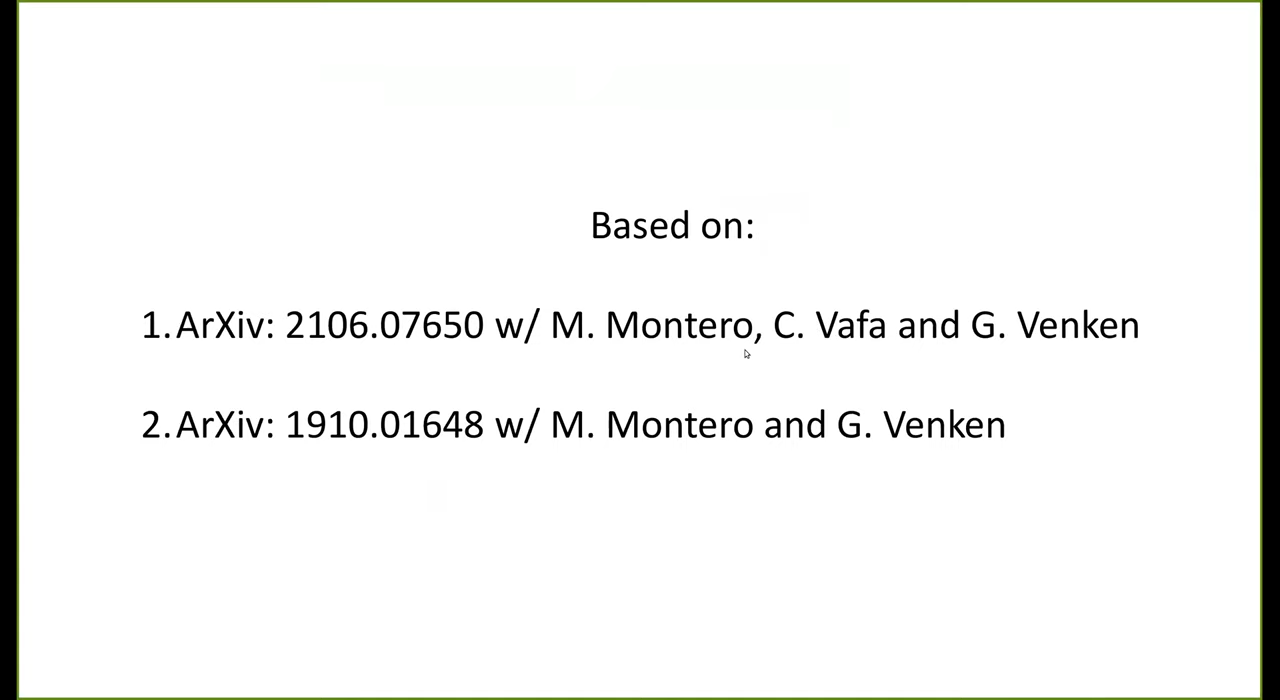 Based on:
1. ArXiv: 2106.07650 w/ M. Montero, C. Vafa and G. Venken
2. ArXiv: 1910.01648 w/ M. Montero and G. Venken